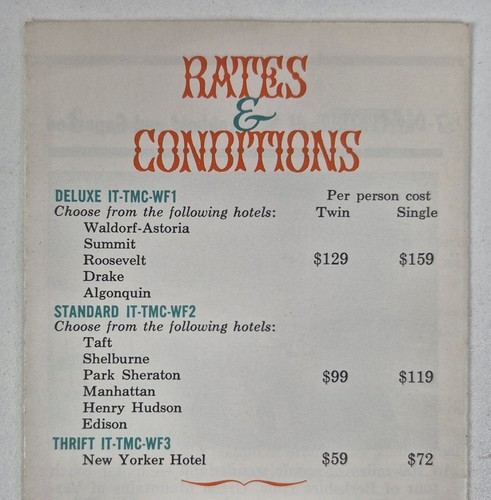 RATES
&
CONDITIONS
DELUXE IT-TMC-WF1 Per person cost
Choose from the following hotels: Twin Single
Waldorf-Astoria
Summit
Roosevelt $129 $159
Drake
Algonquin
STANDARD IT-TMC-WF2
Choose from the following hotels:
Taft
Shelburne
Park Sheraton $99 $119
Manhattan
Henry Hudson
Edison
THRIFT IT-TMC-WF3
New Yorker Hotel $59 $72